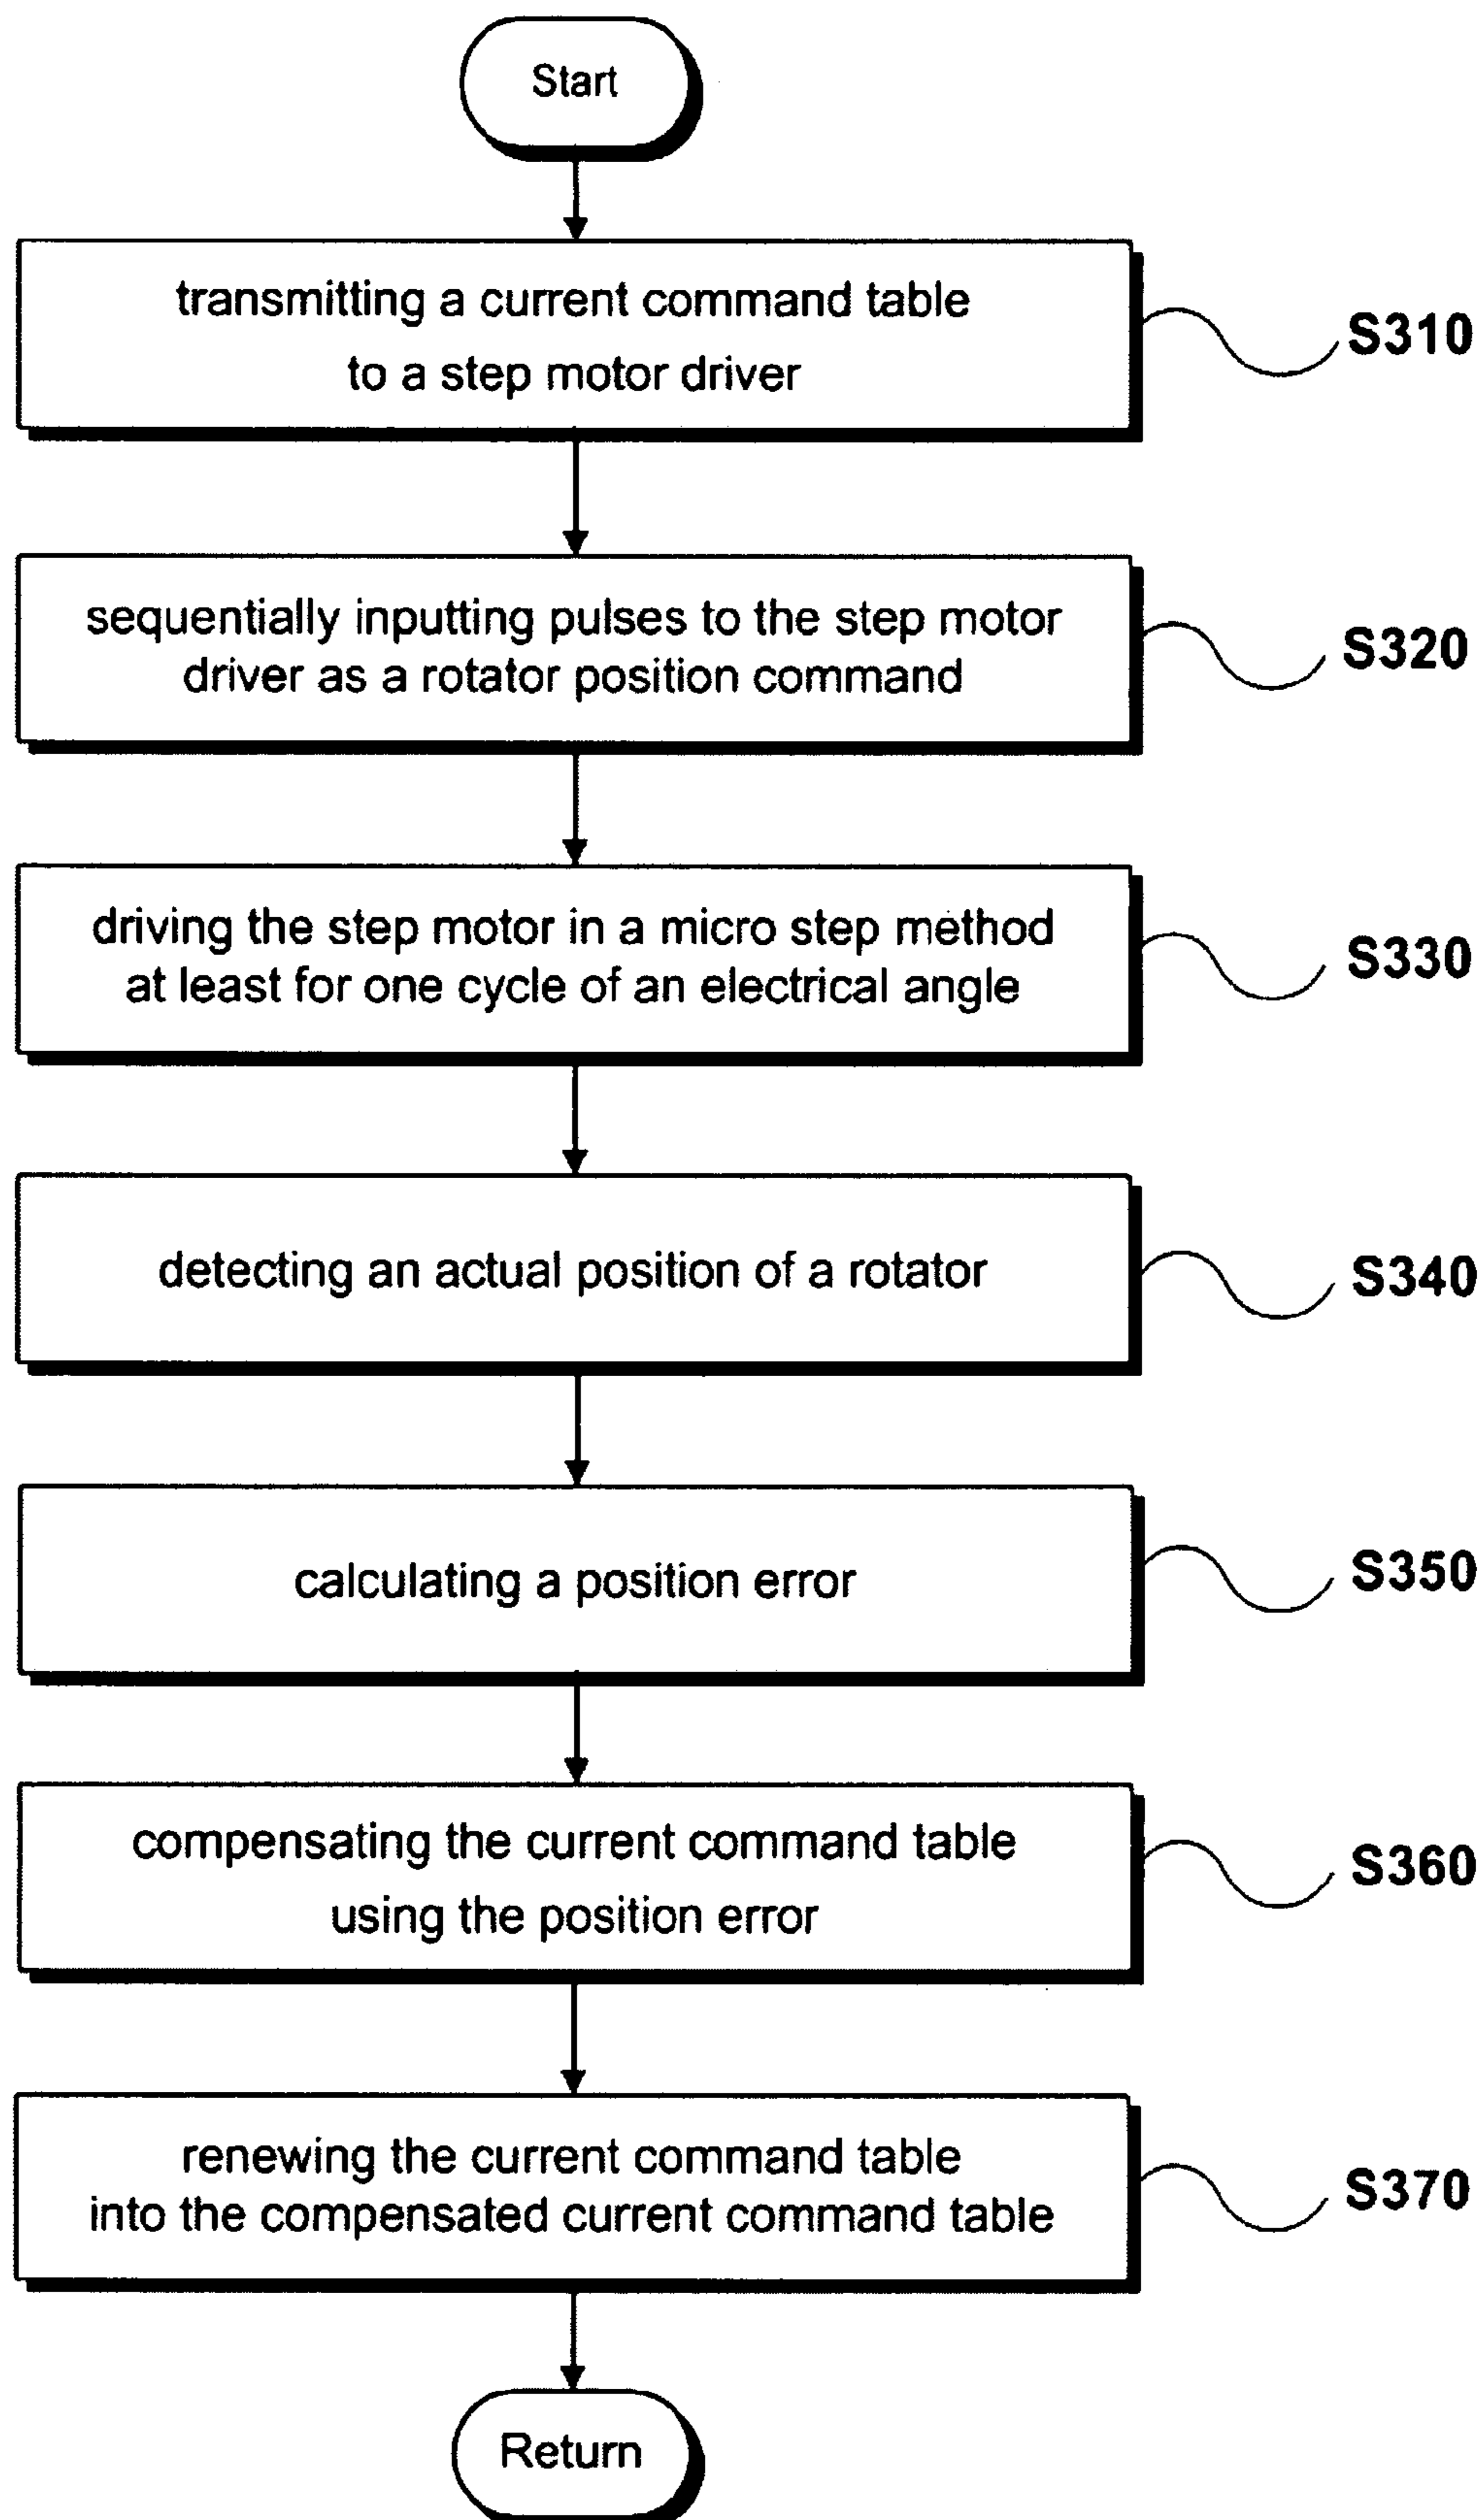 Start
transmitting a current command table
to a step motor driver
S310
sequentially inputting pulses to the step motor
driver as a rotator position command
S320
driving the step motor in a micro step method
at least for one cycle of an electrical angle
S330
detecting an actual position of a rotator
S340
calculating a position error
S350
compensating the current command table
using the position error
S360
renewing the current command table
into the compensated current command table
S370
Return